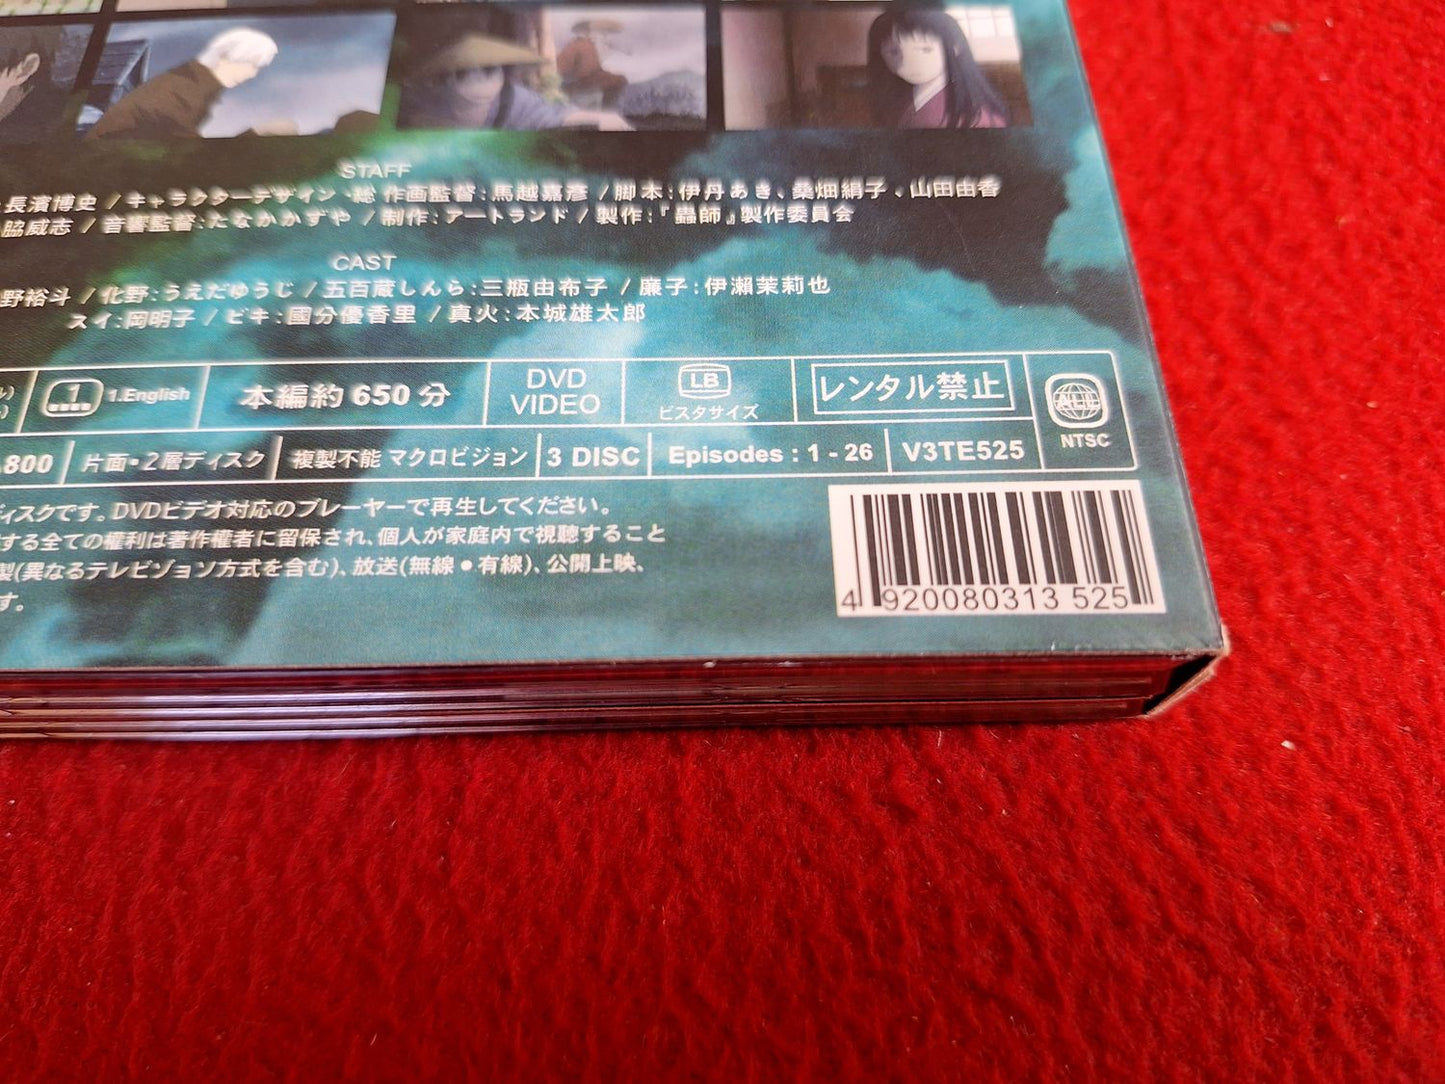 STAFF
長濱博史 / キャラクターデザイン・総 作画監督:馬越嘉彦 / 脚本:伊丹あき、桑畑絹子、山田由香
脇威志 / 音響監督:たなかかずや / 制作:アートランド / 製作:『蟲師』製作委員会
CAST
野裕斗 / 化野:うえだゆうじ / 五百蔵しんら:三瓶由布子 / 廉子:伊瀬茉莉也
スイ:岡明子 / ビキ:國分優香里 / 真火:本城雄太郎
い
い
1
1.English
本編約 650 分
DVD
VIDEO
LB
ビスタサイズ
レンタル禁止
ALL
NTSC
,800
片面・2層ディスク
複製不能 マクロビジョン
3 DISC
Episodes : 1 - 26
V3TE525
ディスクです。DVDビデオ対応のプレーヤーで再生してください。
する全ての權利は著作權者に留保され、個人が家庭内で視聴すること
製(異なるテレビゾョソ方式を含む)、放送(無線●有線)、公開上映、
す。
4 920080313 525